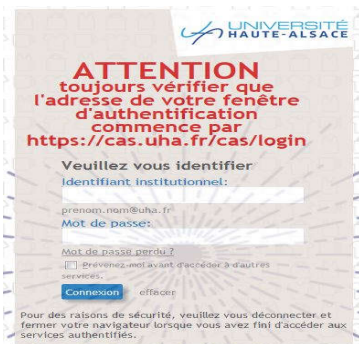 UNIVERSITÉ
HAUTE-ALSACE
ATTENTION
toujours vérifier que
l'adresse de votre fenêtre
d'authentification
commence par
https://cas.uha.fr/cas/login
Veuillez vous identifier
Identifiant institutionnel:
prenom.nom@uha.fr
Mot de passe:
Mot de passe perdu ?
Prévenez-moi avant d'accéder à d'autres
services.
Connexion effacer
Pour des raisons de sécurité, veuillez vous déconnecter et
fermer votre navigateur lorsque vous avez fini d'accéder aux
services authentifiés.